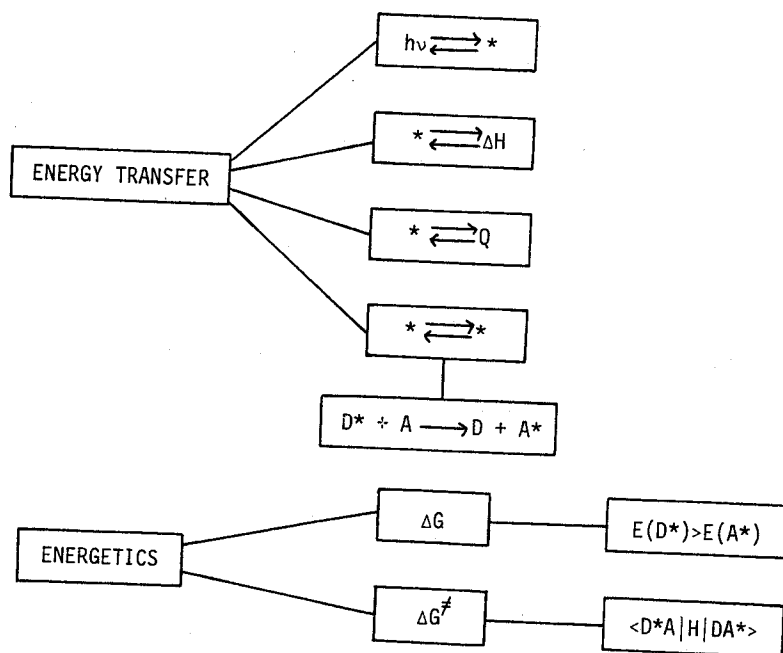 hν ⇄ *
* ⇄ ΔH
ENERGY TRANSFER
* ⇄ Q
* ⇄ *
D* + A → D + A*
ΔG
E(D*)>E(A*)
ENERGETICS
ΔG≠
<D*A|H|DA*>